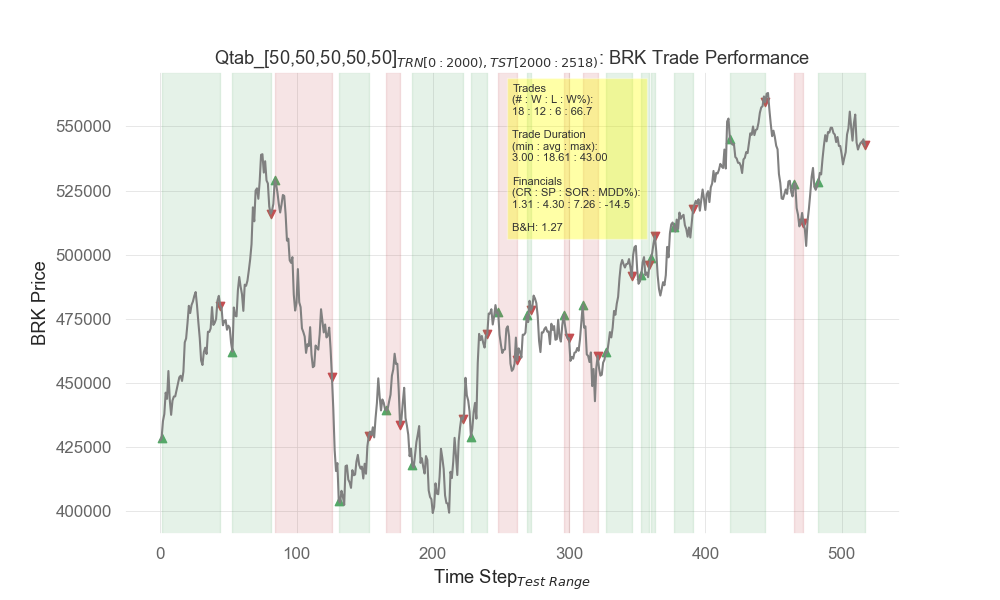 Qtab_[50,50,50,50,50]TRN[0 : 2000), TST[2000 : 2518): BRK Trade Performance
Trades
(# : W : L : W%):
18 : 12 : 6 : 66.7
Trade Duration
(min : avg : max):
3.00 : 18.61 : 43.00
Financials
(CR : SP : SOR : MDD%):
1.31 : 4.30 : 7.26 : -14.5
B&H: 1.27
BRK Price
550000
525000
500000
475000
450000
425000
400000
0 100 200 300 400 500
Time StepTest Range